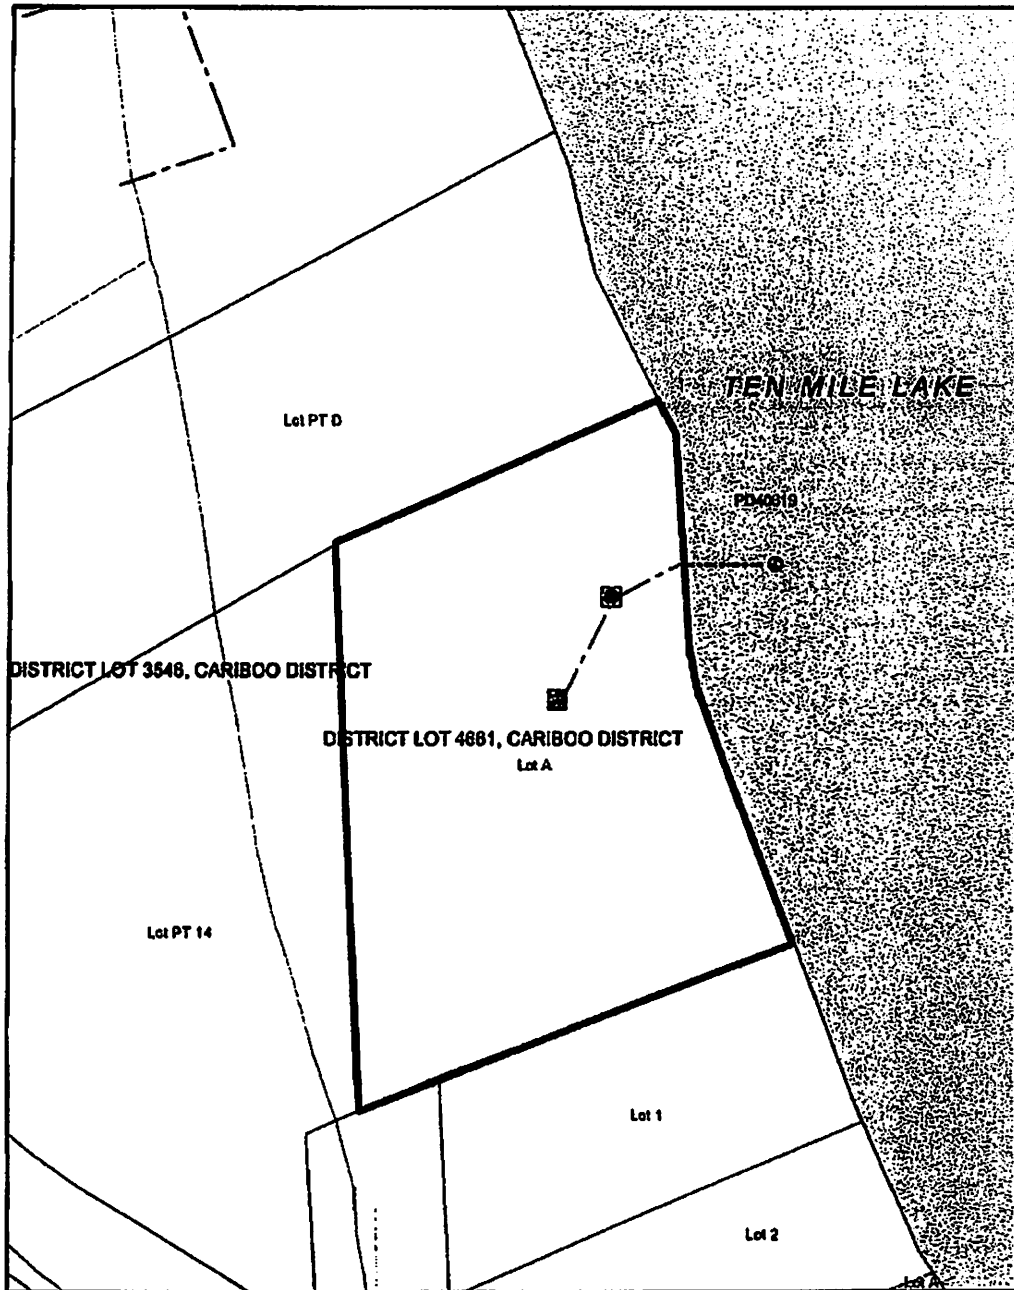 TEN MILE LAKE
Lot PT D
DISTRICT LOT 3546, CARIBOO DISTRICT
DISTRICT LOT 4661, CARIBOO DISTRICT
Lot A
Lot PT 14
Lot 1
Lot 2
Lot A